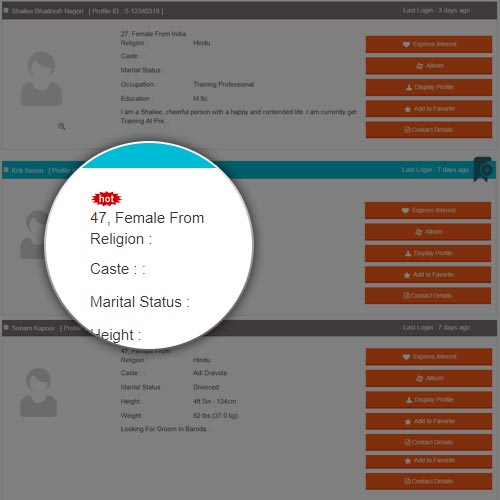 Shailee Bhadresh Nagori [ Profile ID : S-12340318 ] Last Login : 3 days ago
27, Female From India
Religion : Hindu
Caste : :
Marital Status :
Occupation : Training Professional
Education : M Sc
I am a Shailee, cheerful person with a happy and contended life. I am currently get
Training At Pre...
Express Interest
Album
Display Profile
Add to Favorite
Contact Details
Kriti Senon [ Profile Last Login : 7 days ago
hot
47, Female From
Religion :
Caste : :
Marital Status :
Height :
Express Interest
Album
Display Profile
Add to Favorite
Contact Details
Sonam Kapoor [ Profile Last Login : 7 days ago
47, Female From
Religion : Hindu
Caste : : Adi Dravida
Marital Status : Divorced
Height : 4ft 5in - 134cm
Weight : 82 lbs (37.0 kg)
Looking For Groom In Baroda...
Express Interest
Album
Display Profile
Add to Favorite
Contact Details
Add to Favorite
Contact Details